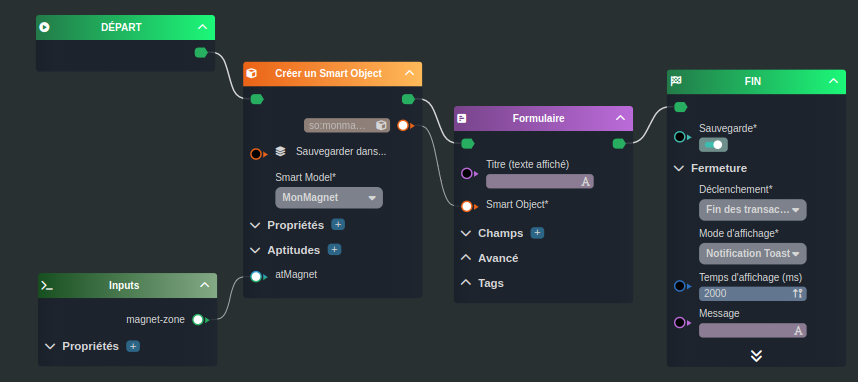 DÉPART
Créer un Smart Object
so:monma...
Sauvegarder dans...
Smart Model*
MonMagnet
Propriétés +
Aptitudes +
atMagnet
Inputs
magnet-zone
Propriétés +
Formulaire
Titre (texte affiché)
A
Smart Object*
Champs +
Avancé
Tags
FIN
Sauvegarde*
Fermeture
Déclenchement*
Fin des transac...
Mode d'affichage*
Notification Toast
Temps d'affichage (ms)
2000
Message
A